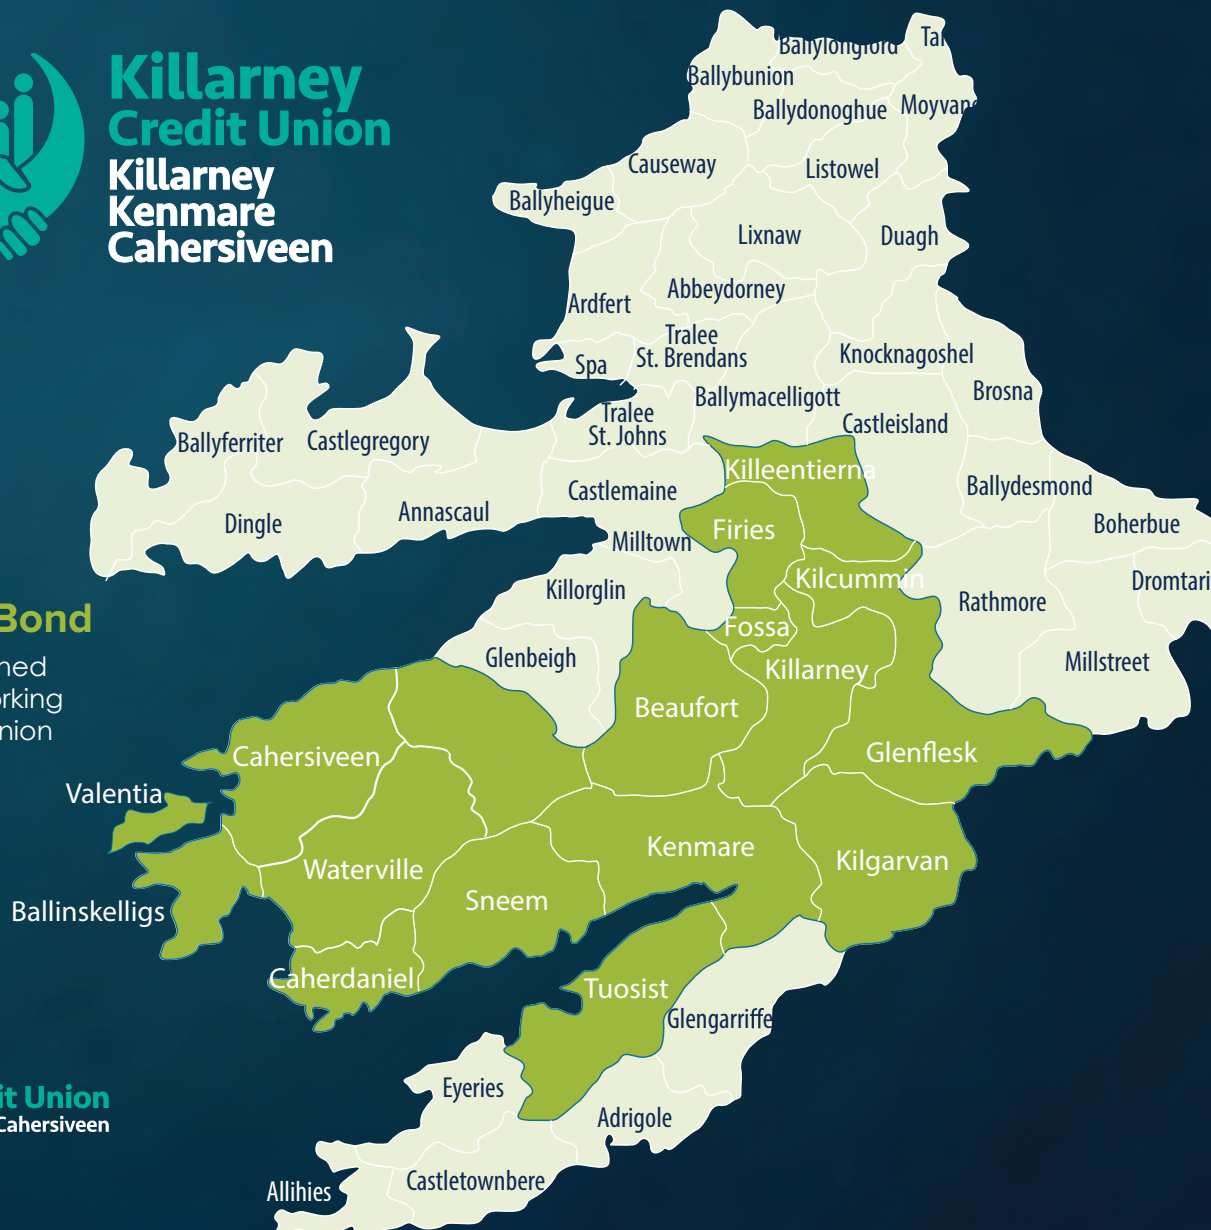 Killarney
Credit Union
Killarney
Kenmare
Cahersiveen
Ballylongford
Ballybunion
Ballydonoghue
Causeway
Listowel
Ballyheigue
Lixnaw
Duagh
Abbeydorney
Ardfert
Tralee
St. Brendans
Spa
Knocknagoshel
Brosna
Ballymacelligott
Tralee
St. Johns
Castleisland
Ballyferriter
Castlegregory
Killeentierna
Castlemaine
Ballydesmond
Annascaul
Dingle
Firies
Boherbue
Milltown
Kilcummin
Killorglin
Rathmore
Bond
Fossa
Glenbeigh
Killarney
Millstreet
Beaufort
Cahersiveen
Glenflesk
Valentia
Kenmare
Kilgarvan
Waterville
Sneem
Ballinskelligs
Caherdaniel
Tuosist
Glengarriffe
Eyeries
Union
Cahersiveen
Adrigole
Castletownbere
Allihies